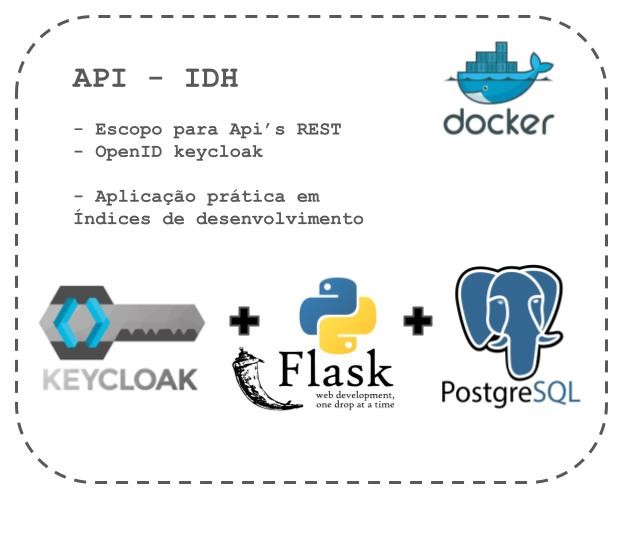 API - IDH
docker
- Escopo para Api’s REST
- OpenID keycloak
- Aplicação prática em
Índices de desenvolvimento
KEYCLOAK
Flask
web development,
one drop at a time
PostgreSQL